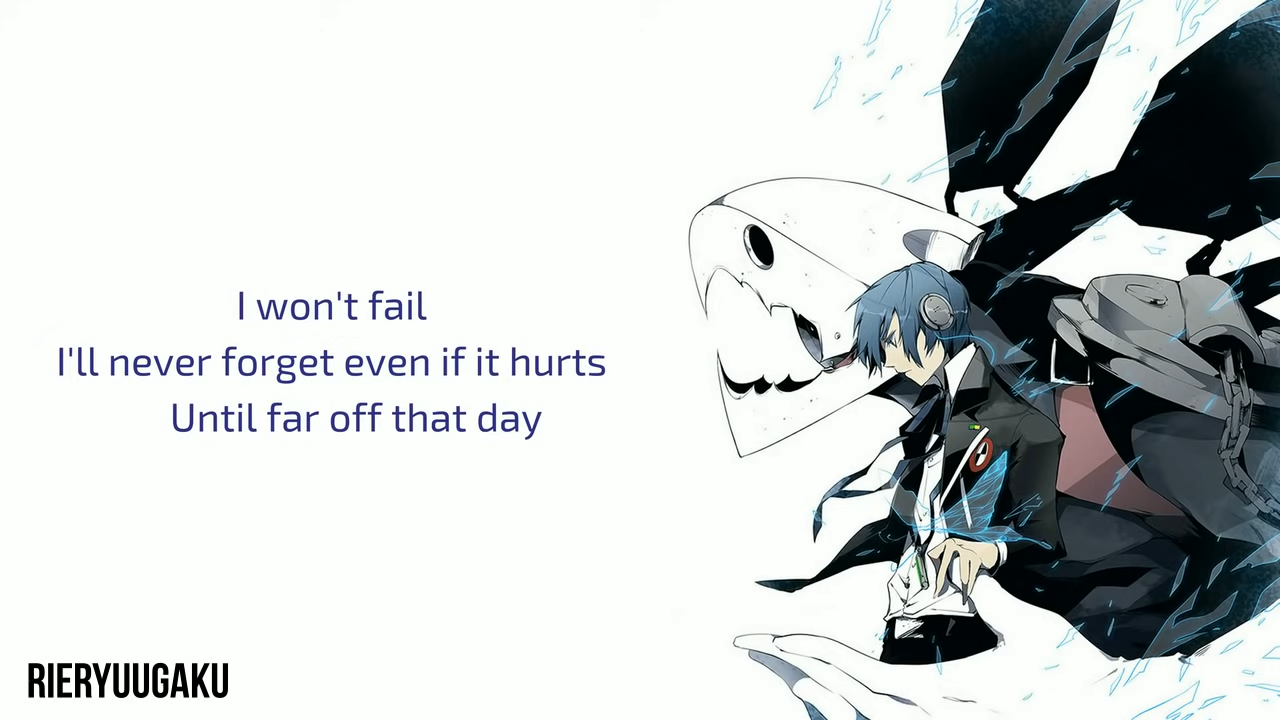 I won't fail
I'll never forget even if it hurts
Until far off that day
RIERYUUGAKU